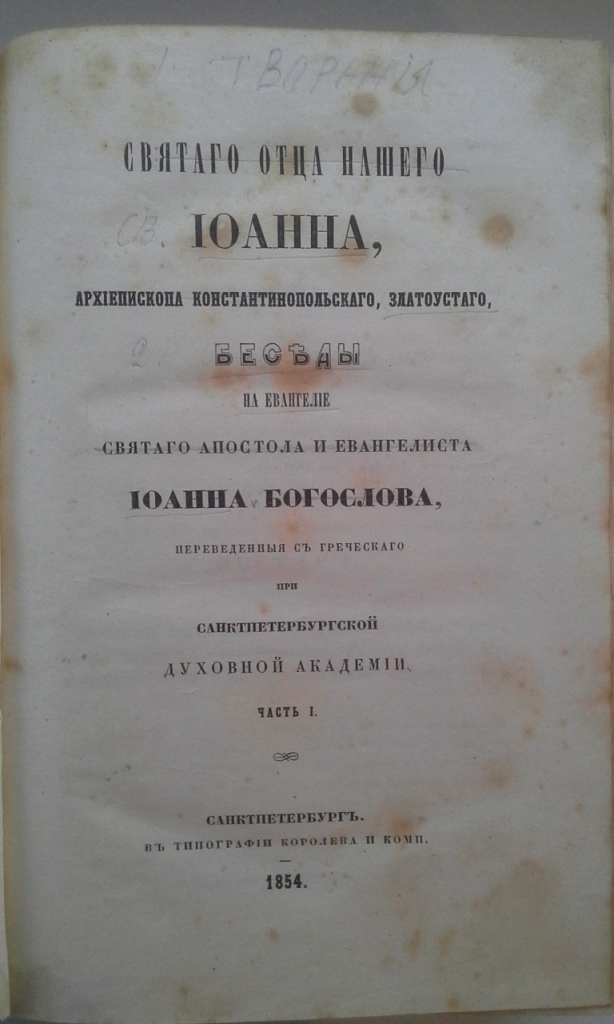 1. ТВОРЕНІЯ
СВЯТАГО ОТЦА НАШЕГО
СВ. ІОАННА,
АРХІЕПИСКОПА КОНСТАНТИНОПОЛЬСКАГО, ЗЛАТОУСТАГО,
2 БЕСѢДЫ
НА ЕВАНГЕЛІЕ
СВЯТАГО АПОСТОЛА И ЕВАНГЕЛИСТА
ІОАННА БОГОСЛОВА,
ПЕРЕВЕДЕННЫЯ СЪ ГРЕЧЕСКАГО
ПРИ
САНКТПЕТЕРБУРГСКОЙ
ДУХОВНОЙ АКАДЕМІИ.
ЧАСТЬ I.
САНКТПЕТЕРБУРГЪ.
ВЪ ТИПОГРАФІИ КОРОЛЕВА И КОМП.
1854.